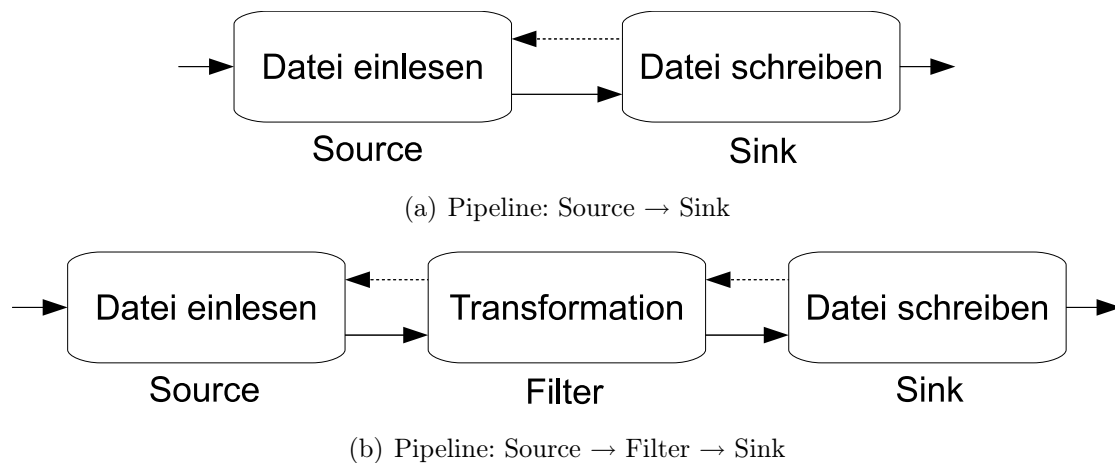 Datei einlesen Datei schreiben
Source Sink
(a) Pipeline: Source → Sink
Datei einlesen Transformation Datei schreiben
Source Filter Sink
(b) Pipeline: Source → Filter → Sink